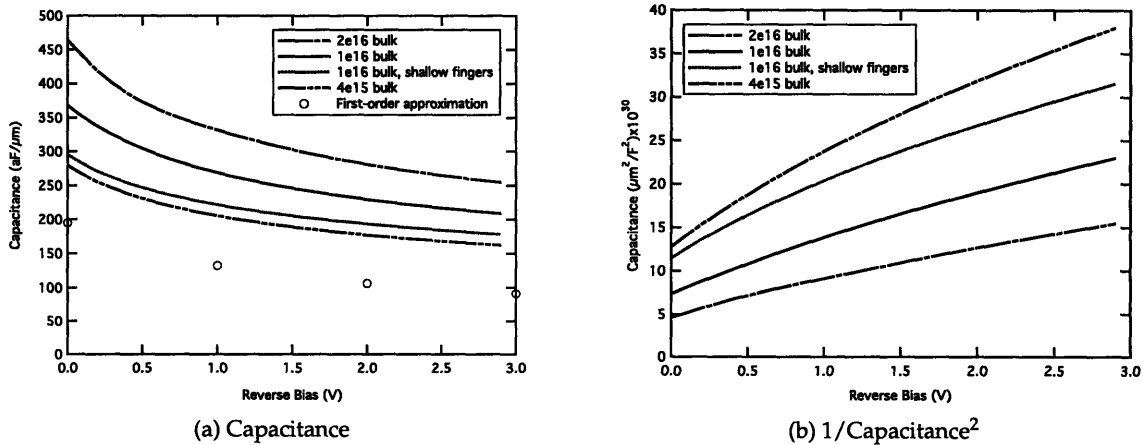 500
450
400
350
300
250
200
150
100
50
0
Capacitance (aF/µm)
2e16 bulk
1e16 bulk
1e16 bulk, shallow fingers
4e15 bulk
First-order approximation
0.0 0.5 1.0 1.5 2.0 2.5 3.0
Reverse Bias (V)
(a) Capacitance
40
35
30
25
20
15
10
5
0
Capacitance (µm²/F²)x10³⁰
2e16 bulk
1e16 bulk
1e16 bulk, shallow fingers
4e15 bulk
0.0 0.5 1.0 1.5 2.0 2.5 3.0
Reverse Bias (V)
(b) 1/Capacitance²